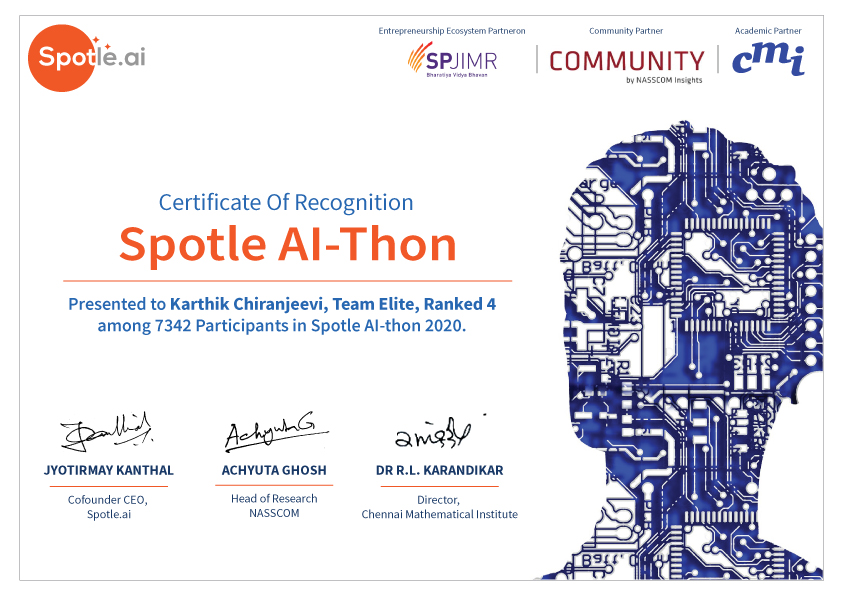 Spotle.ai
Entrepreneurship Ecosystem Partneron
SPJIMR
Bharatiya Vidya Bhavan
Community Partner
COMMUNITY
by NASSCOM Insights
Academic Partner
cmi
Certificate Of Recognition
Spotle AI-Thon
Presented to Karthik Chiranjeevi, Team Elite, Ranked 4
among 7342 Participants in Spotle AI-thon 2020.
AchyutaG
JYOTIRMAY KANTHAL
Cofounder CEO,
Spotle.ai
ACHYUTA GHOSH
Head of Research
NASSCOM
DR R.L. KARANDIKAR
Director,
Chennai Mathematical Institute